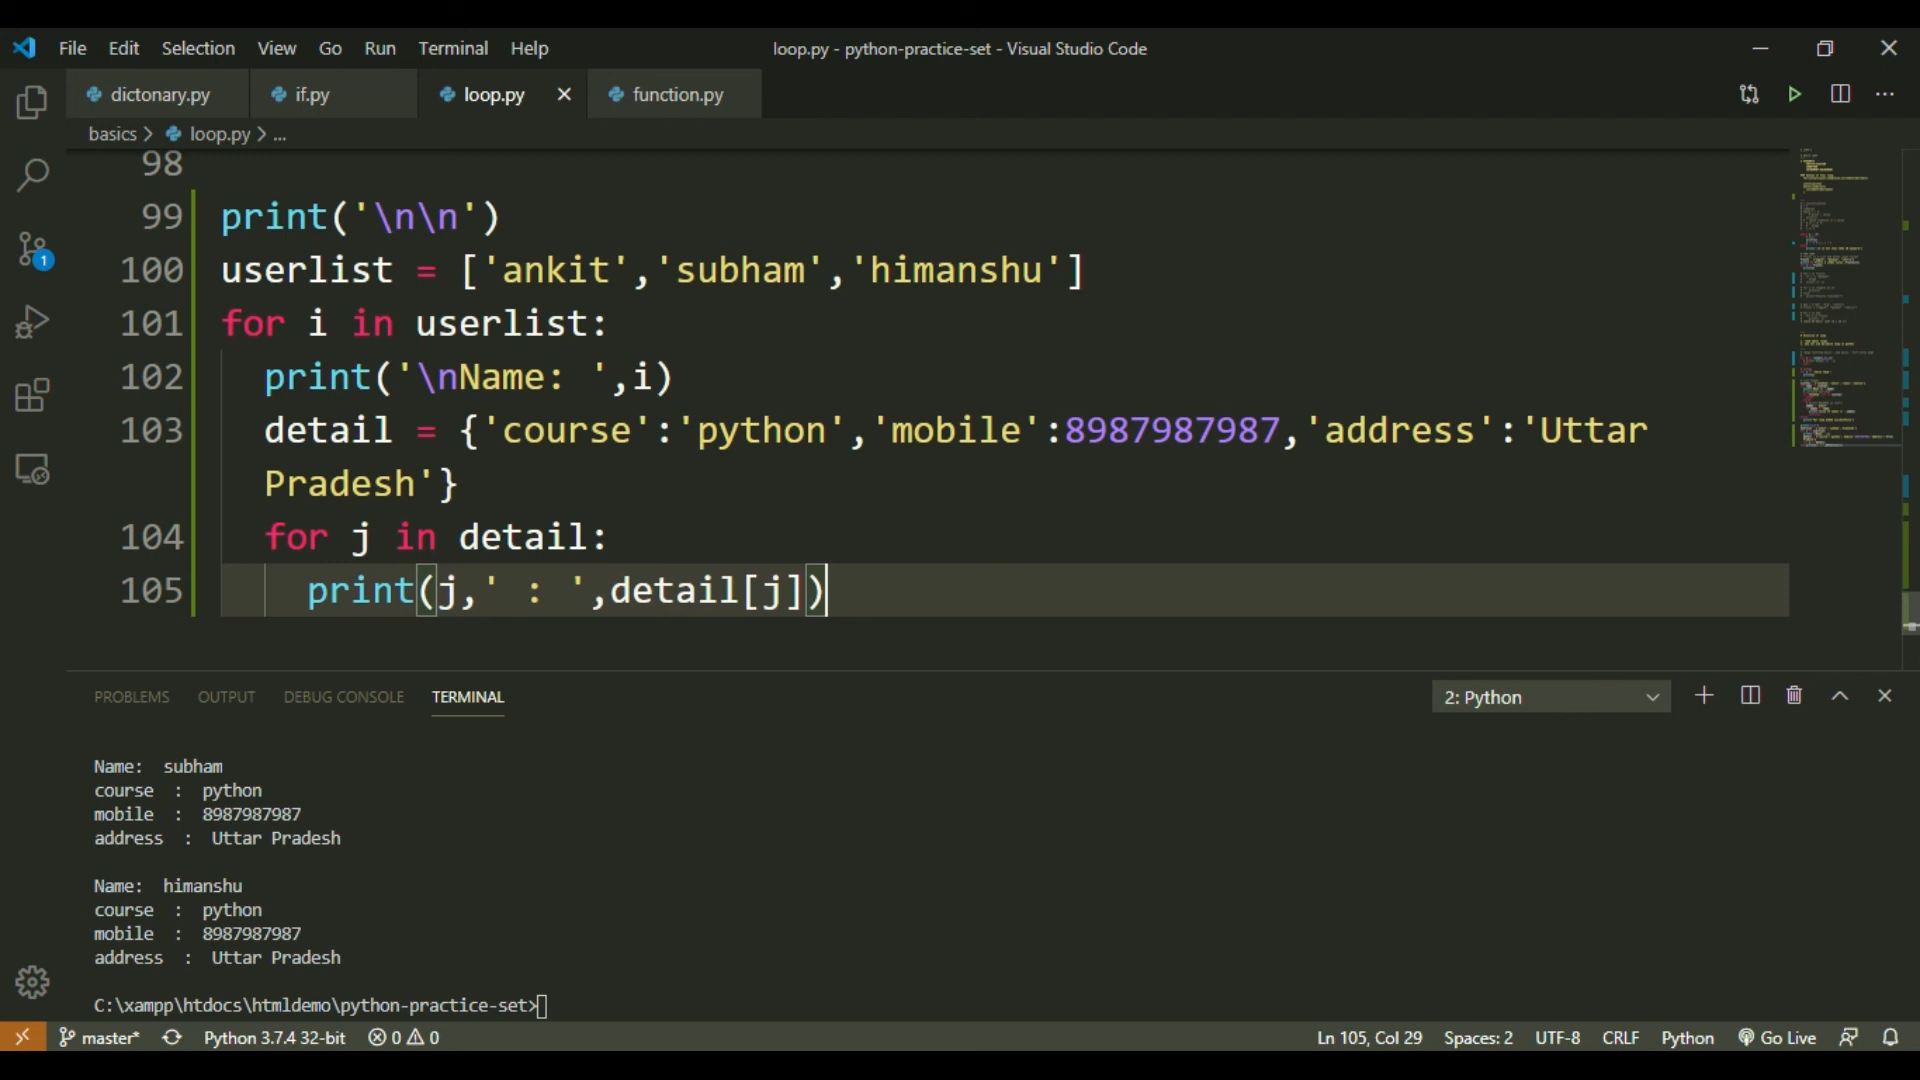 File Edit Selection View Go Run Terminal Help
loop.py - python-practice-set - Visual Studio Code
dictonary.py
if.py
loop.py
function.py
basics > loop.py > ...
98
99 print('\n\n')
100 userlist = ['ankit','subham','himanshu']
101 for i in userlist:
102 print('\nName: ',i)
103 detail = {'course':'python','mobile':8987987987,'address':'Uttar
Pradesh'}
104 for j in detail:
105 print(j,' : ',detail[j])
1
PROBLEMS OUTPUT DEBUG CONSOLE TERMINAL
2: Python
Name:  subham
course  :  python
mobile  :  8987987987
address  :  Uttar Pradesh
Name:  himanshu
course  :  python
mobile  :  8987987987
address  :  Uttar Pradesh
C:\xampp\htdocs\htmldemo\python-practice-set>
master* Python 3.7.4 32-bit 0 0 Ln 105, Col 29 Spaces: 2 UTF-8 CRLF Python Go Live